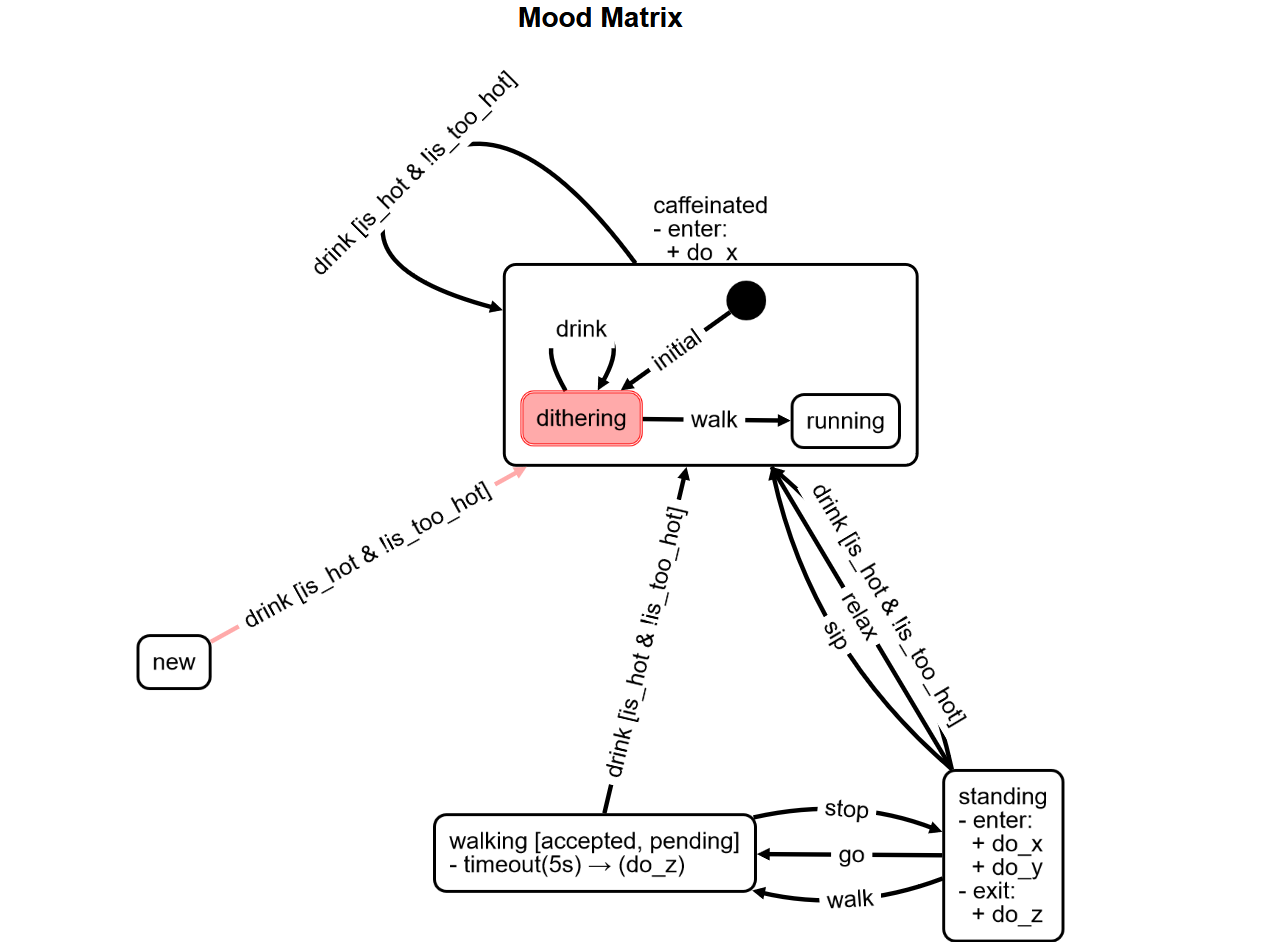 Mood Matrix
drink [is_hot & !is_too_hot]
caffeinated
- enter:
+ do_x
drink
initial
dithering
walk
running
drink [is_hot & !is_too_hot]
new
drink [is_hot & !is_too_hot]
drink [is_hot & !is_too_hot]
relax
sip
walking [accepted, pending]
- timeout(5s) → (do_z)
stop
go
walk
standing
- enter:
+ do_x
+ do_y
- exit:
+ do_z